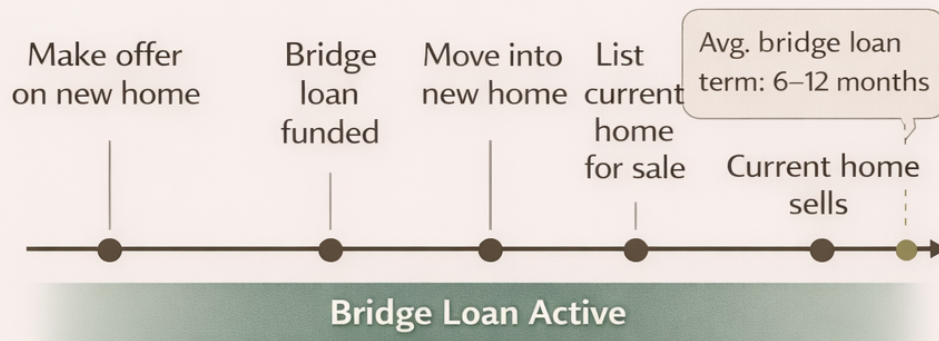 Make offer
on new home
Bridge
loan
funded
Move into
new home
List
current
home
for sale
Avg. bridge loan
term: 6–12 months
Current home
sells
Bridge Loan Active